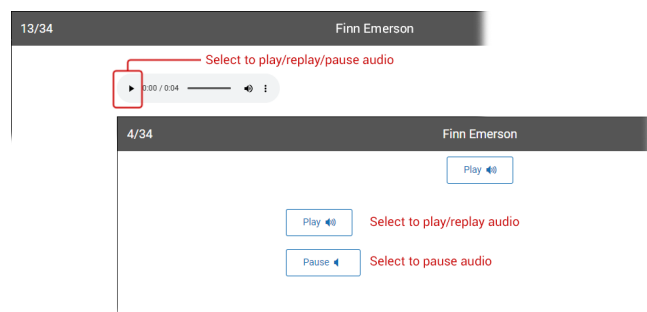 13/34 Finn Emerson
Select to play/replay/pause audio
0:00 / 0:04
4/34 Finn Emerson
Play
Play Select to play/replay audio
Pause Select to pause audio